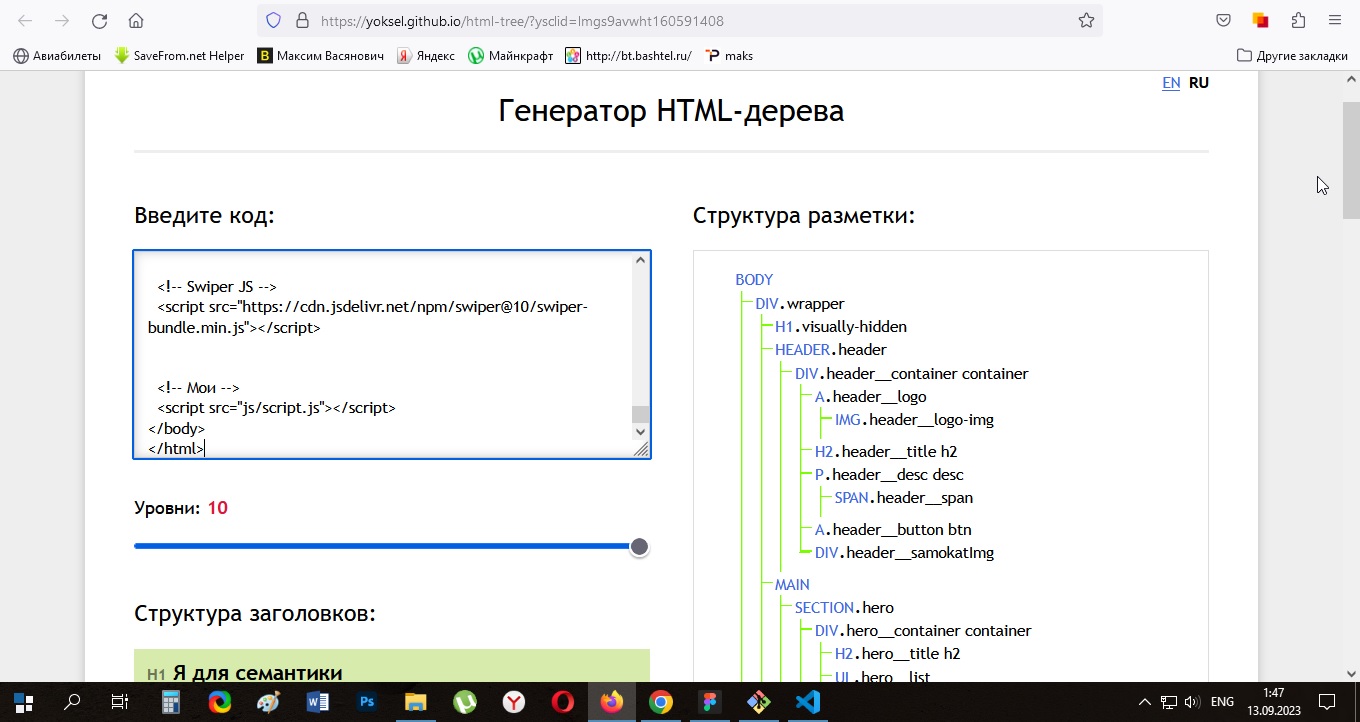 https://yoksel.github.io/html-tree/?ysclid=lmgs9avwht160591408
Авиабилеты
SaveFrom.net Helper
Максим Васянович
Яндекс
Майнкрафт
http://bt.bashtel.ru/
maks
Другие закладки
EN RU
Генератор HTML-дерева
Введите код:
<!-- Swiper JS -->
<script src="https://cdn.jsdelivr.net/npm/swiper@10/swiper-
bundle.min.js"></script>
<!-- Мои -->
<script src="js/script.js"></script>
</body>
</html>
Уровни: 10
Структура заголовков:
H1 Я для семантики
Структура разметки:
BODY
DIV.wrapper
H1.visually-hidden
HEADER.header
DIV.header__container container
A.header__logo
IMG.header__logo-img
H2.header__title h2
P.header__desc desc
SPAN.header__span
A.header__button btn
DIV.header__samokatImg
MAIN
SECTION.hero
DIV.hero__container container
H2.hero__title h2
UL.hero__list
ENG
1:47
13.09.2023